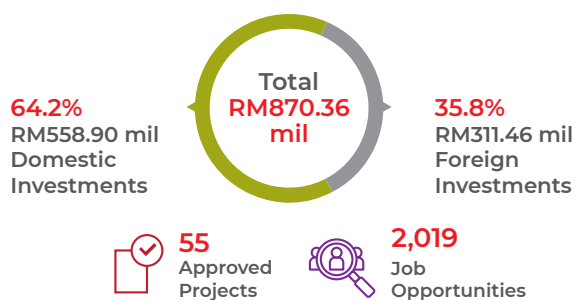 Total
RM870.36
mil
64.2%
RM558.90 mil
Domestic
Investments
35.8%
RM311.46 mil
Foreign
Investments
55
Approved
Projects
2,019
Job
Opportunities